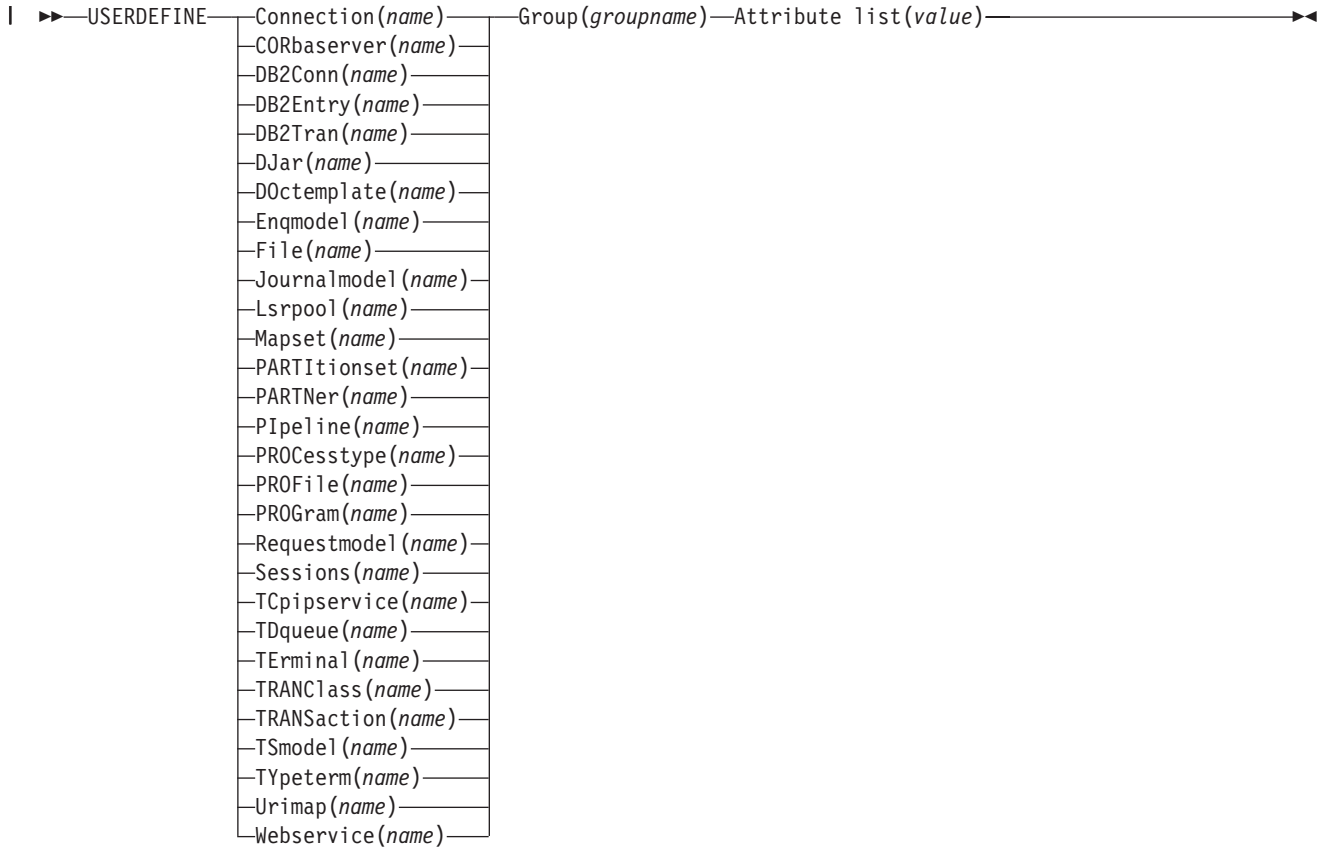 USERDEFINE Connection(name) Group(groupname) Attribute list(value)
CORbaserver(name)
DB2Conn(name)
DB2Entry(name)
DB2Tran(name)
DJar(name)
DOctemplate(name)
Enqmodel(name)
File(name)
Journalmodel(name)
Lsrpool(name)
Mapset(name)
PARTItionset(name)
PARTNer(name)
PIpeline(name)
PROCesstype(name)
PROFile(name)
PROGram(name)
Requestmodel(name)
Sessions(name)
TCpipservice(name)
TDqueue(name)
TErminal(name)
TRANClass(name)
TRANSaction(name)
TSmodel(name)
TYpeterm(name)
Urimap(name)
Webservice(name)